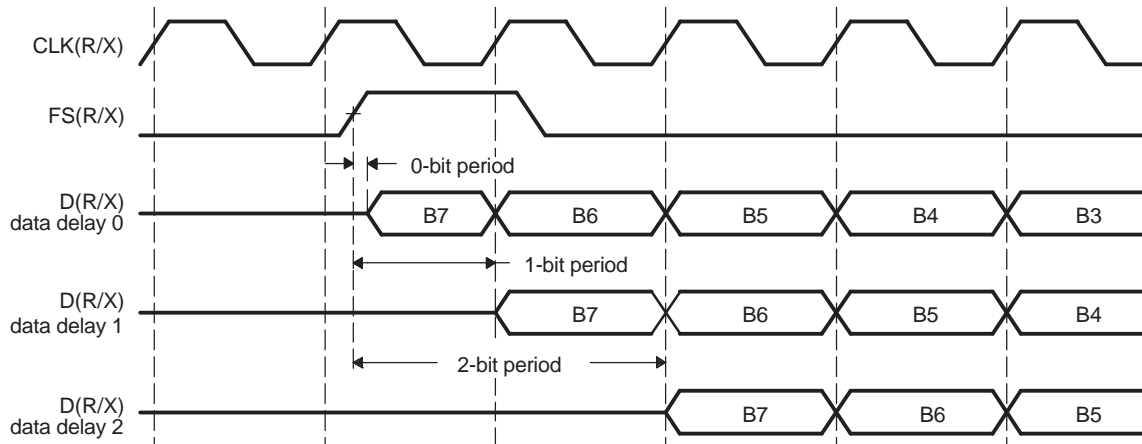 CLK(R/X)
FS(R/X)
0-bit period
D(R/X)
data delay 0
B7 B6 B5 B4 B3
1-bit period
D(R/X)
data delay 1
B7 B6 B5 B4
2-bit period
D(R/X)
data delay 2
B7 B6 B5